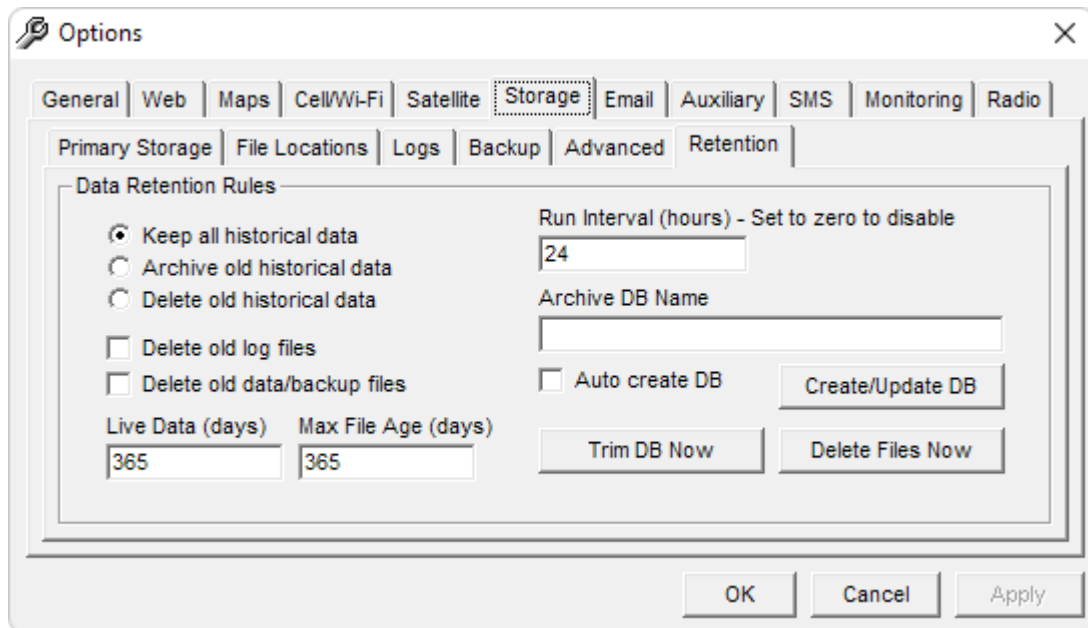 Options
General Web Maps Cell/Wi-Fi Satellite Storage Email Auxiliary SMS Monitoring Radio
Primary Storage File Locations Logs Backup Advanced Retention
Data Retention Rules
Keep all historical data
Archive old historical data
Delete old historical data
Delete old log files
Delete old data/backup files
Live Data (days) Max File Age (days)
365 365
Run Interval (hours) - Set to zero to disable
24
Archive DB Name
Auto create DB Create/Update DB
Trim DB Now Delete Files Now
OK Cancel Apply